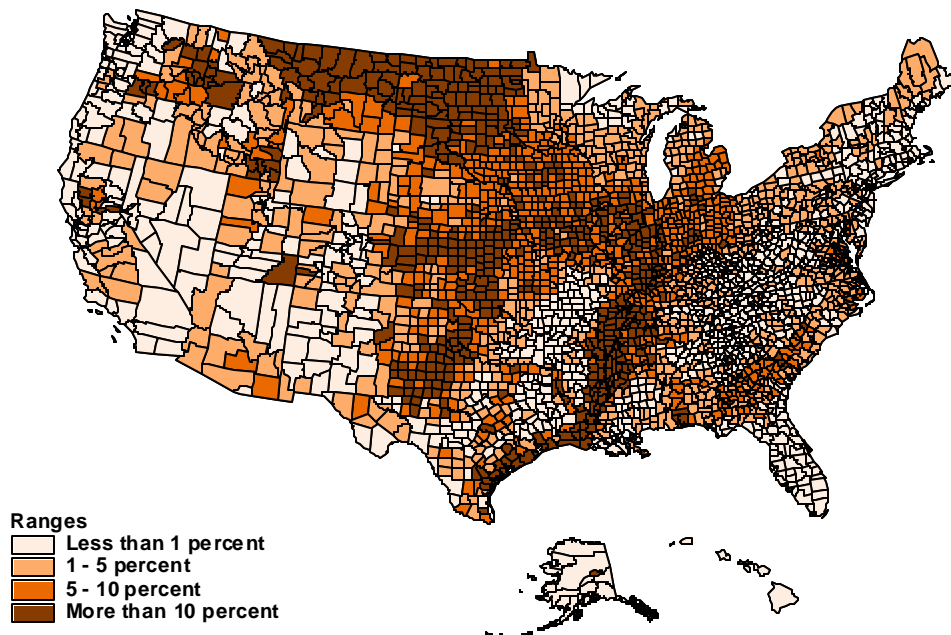 Ranges
Less than 1 percent
1 - 5 percent
5 - 10 percent
More than 10 percent